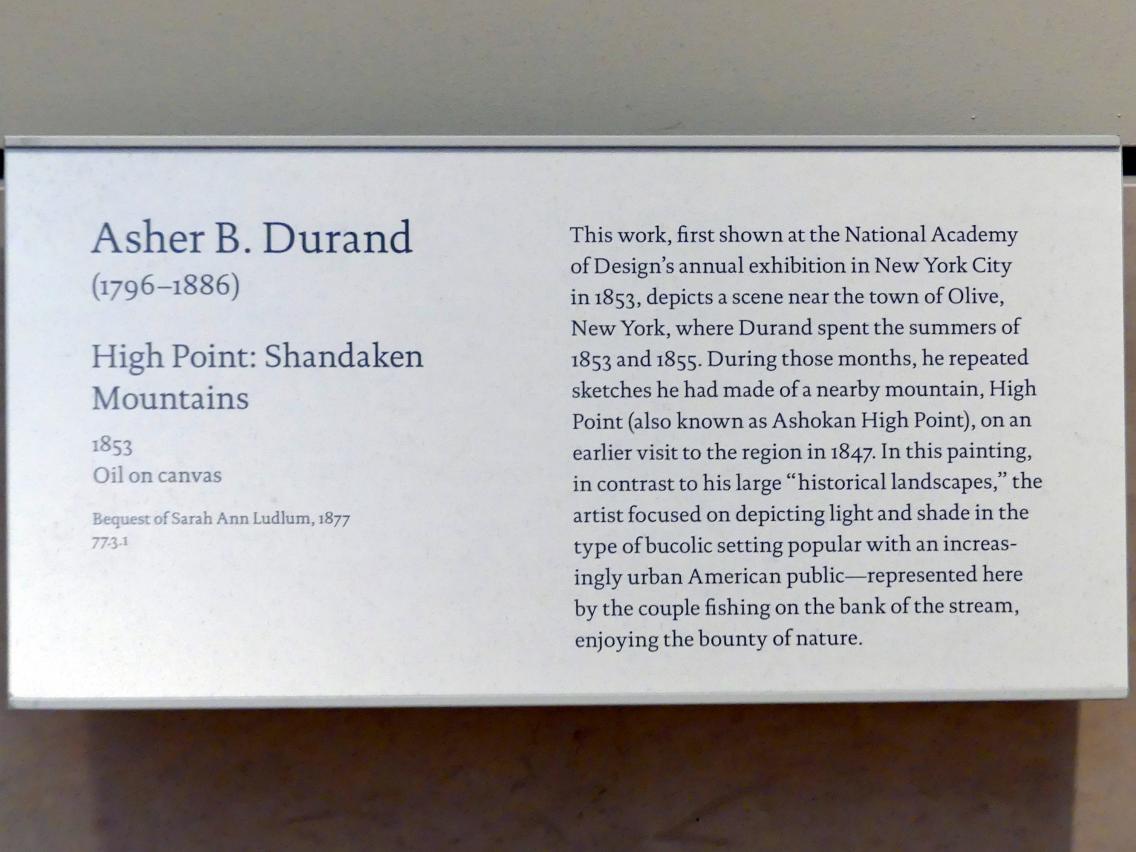 Asher B. Durand
(1796–1886)
High Point: Shandaken
Mountains
1853
Oil on canvas
Bequest of Sarah Ann Ludlum, 1877
77.3.1
This work, first shown at the National Academy
of Design’s annual exhibition in New York City
in 1853, depicts a scene near the town of Olive,
New York, where Durand spent the summers of
1853 and 1855. During those months, he repeated
sketches he had made of a nearby mountain, High
Point (also known as Ashokan High Point), on an
earlier visit to the region in 1847. In this painting,
in contrast to his large “historical landscapes,” the
artist focused on depicting light and shade in the
type of bucolic setting popular with an increas-
ingly urban American public—represented here
by the couple fishing on the bank of the stream,
enjoying the bounty of nature.